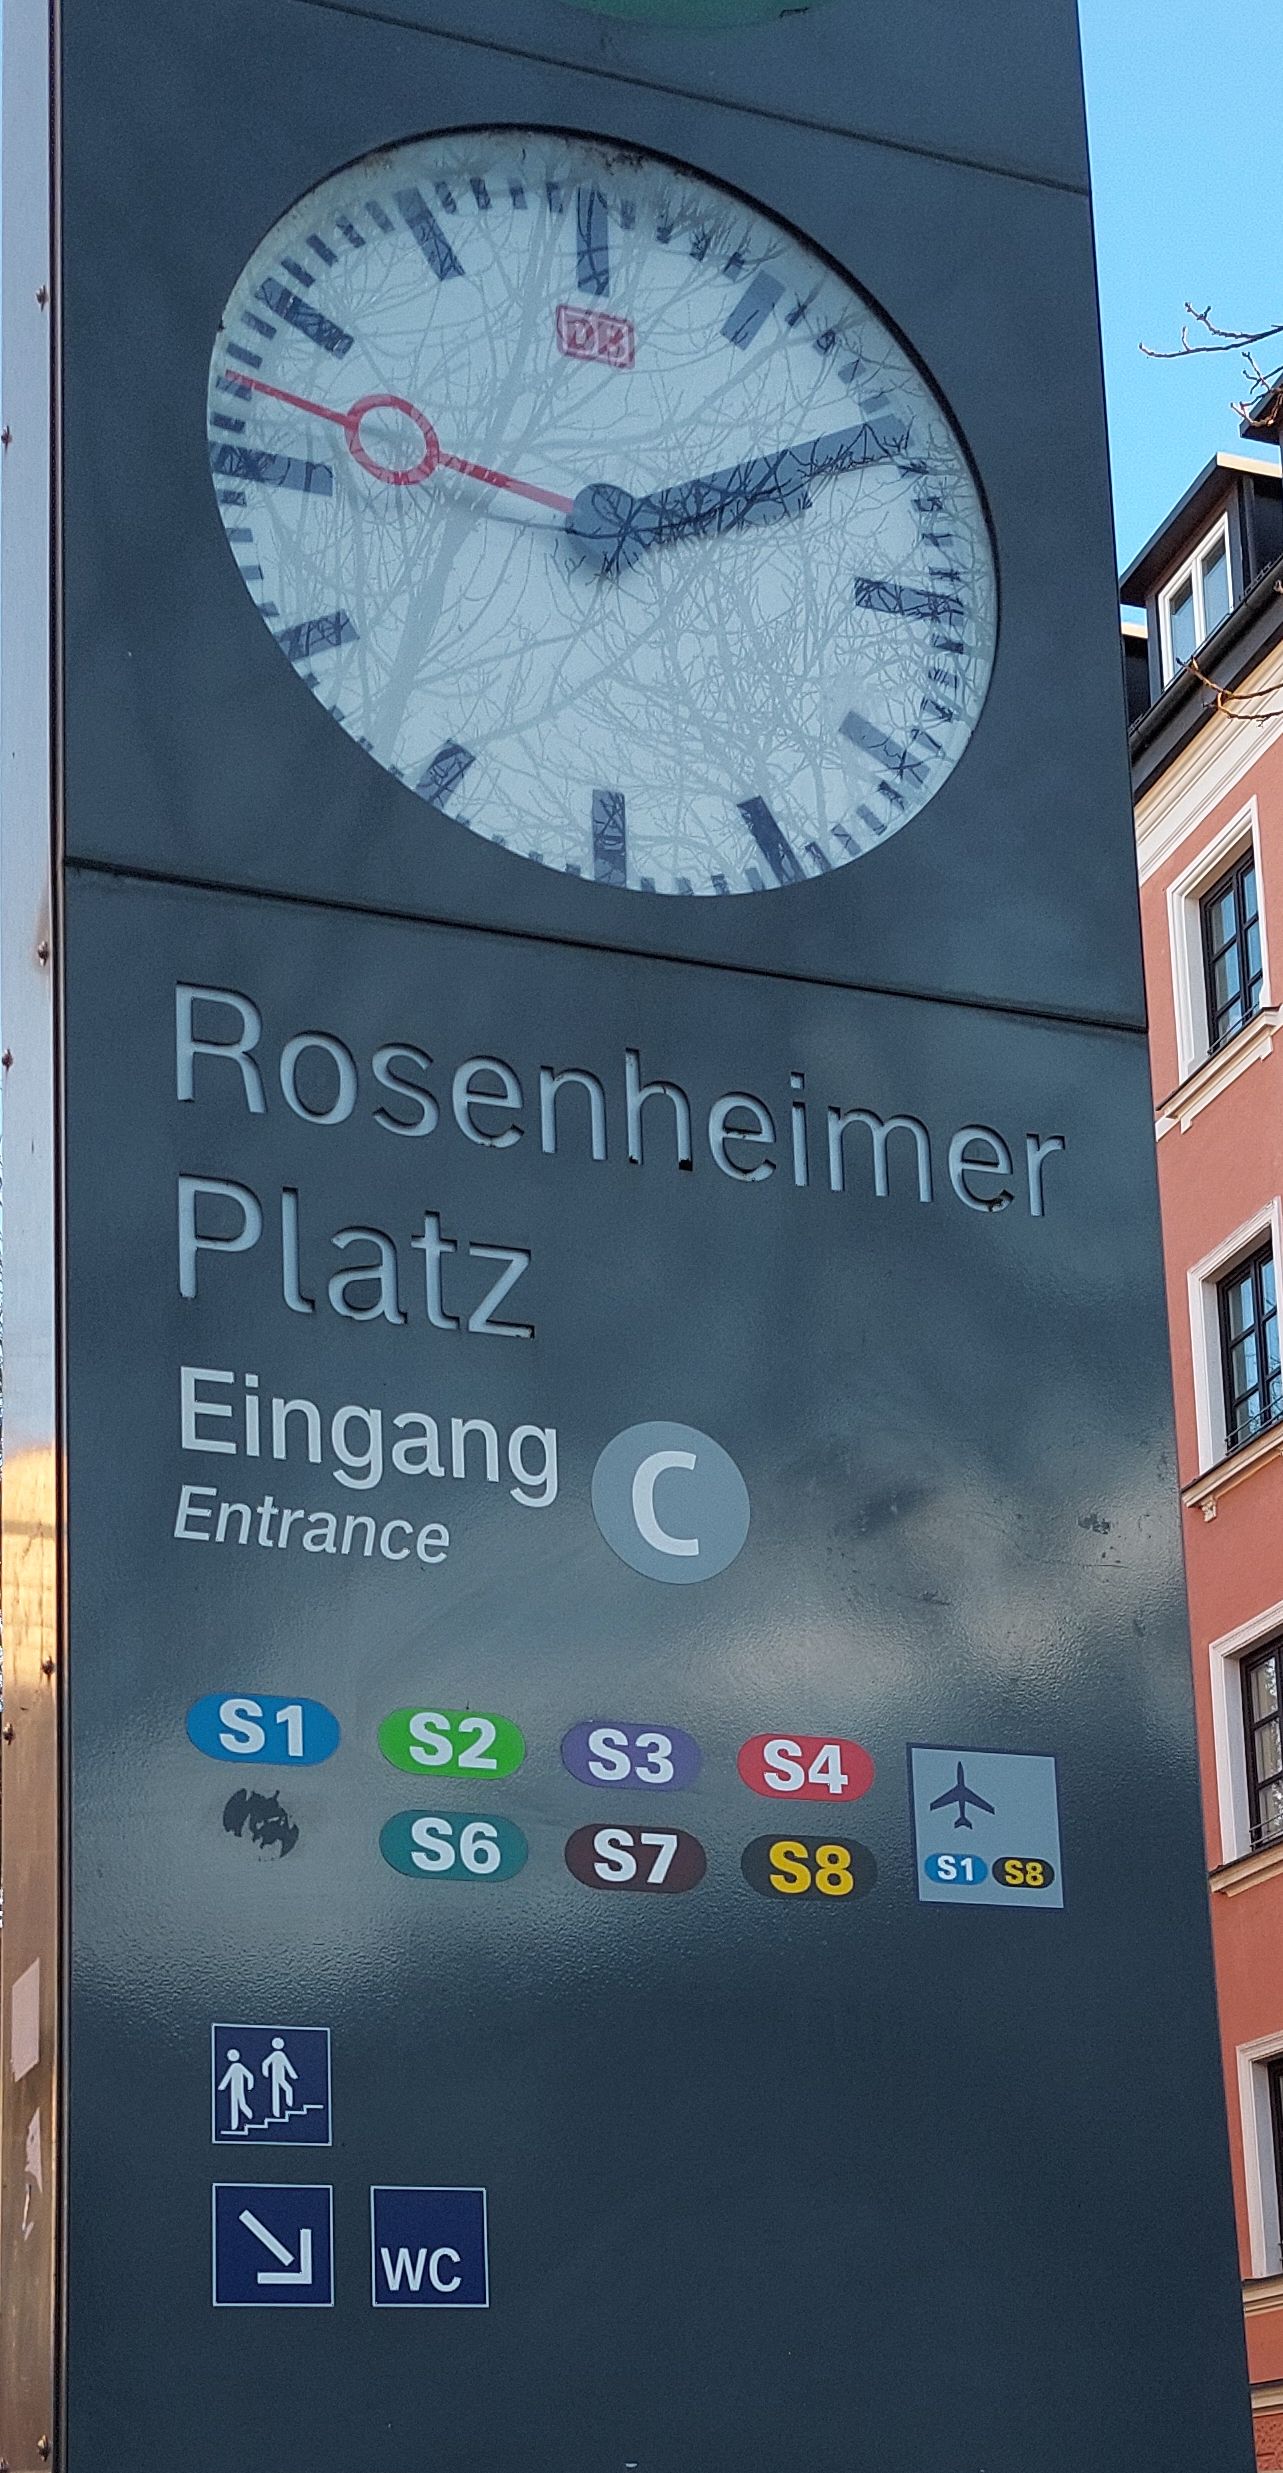 DB
Rosenheimer
Platz
Eingang C
Entrance
S1 S2 S3 S4
S6 S7 S8
S1 S8
WC